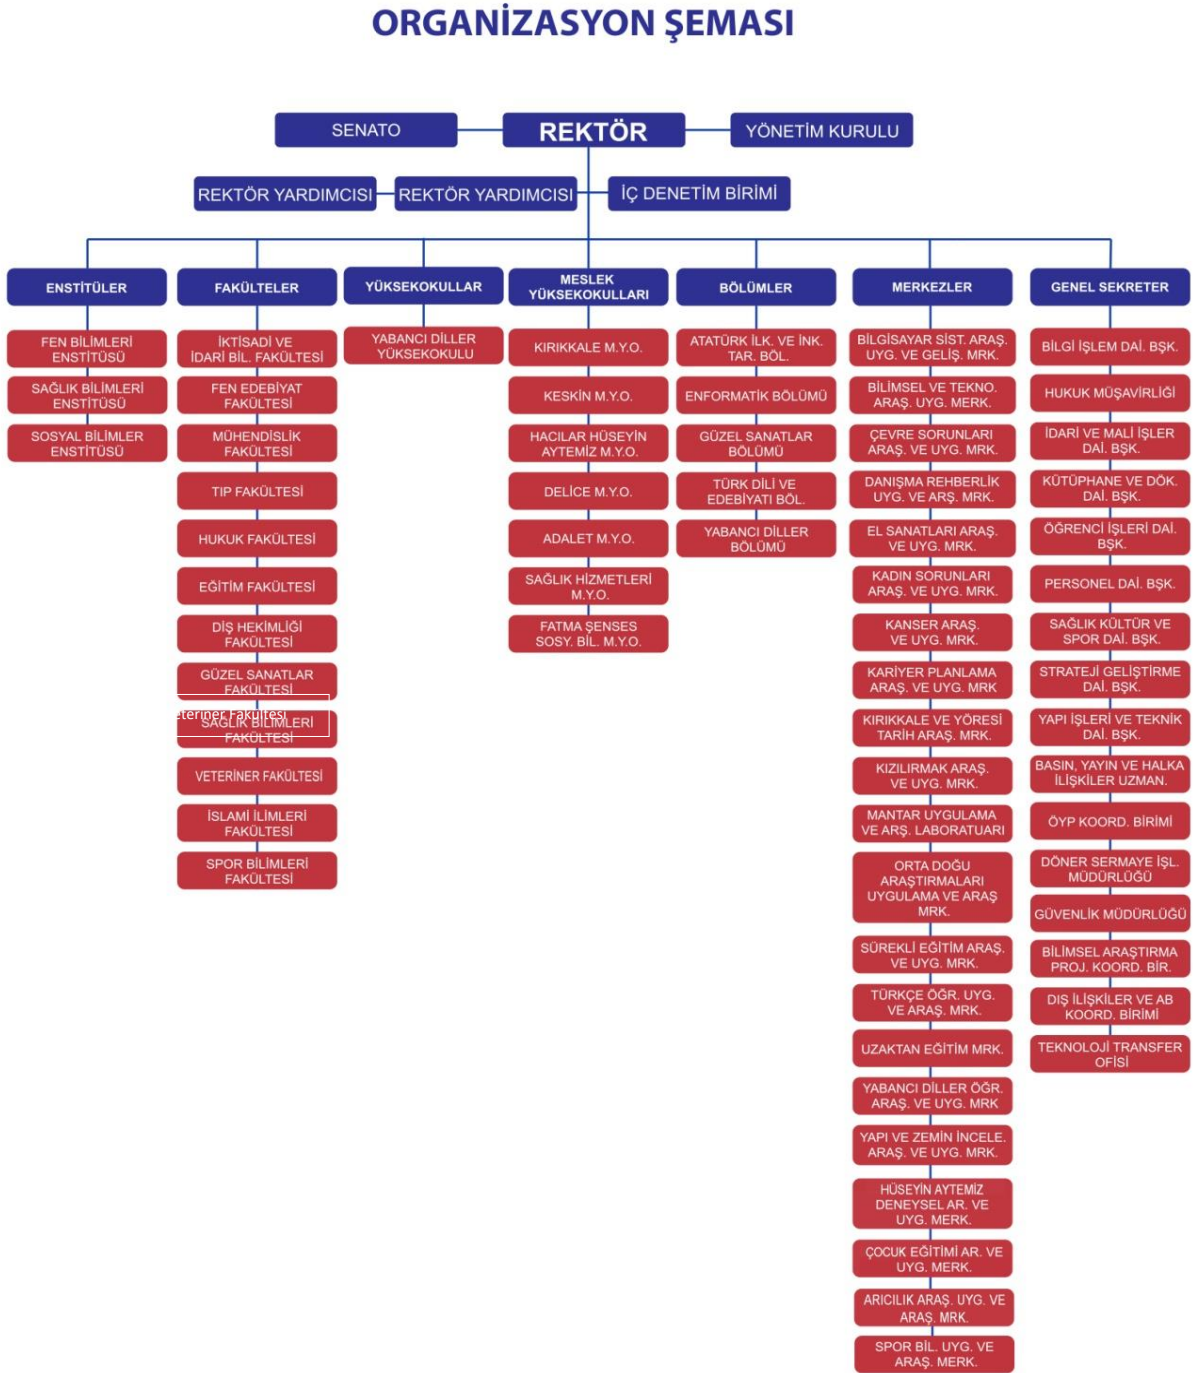 ORGANİZASYON ŞEMASI
SENATO
REKTÖR
YÖNETİM KURULU
REKTÖR YARDIMCISI
REKTÖR YARDIMCISI
İÇ DENETİM BİRİMİ
ENSTİTÜLER
FEN BİLİMLERİ
ENSTİTÜSÜ
SAĞLIK BİLİMLERİ
ENSTİTÜSÜ
SOSYAL BİLİMLER
ENSTİTÜSÜ
FAKÜLTELER
İKTİSADİ VE
İDARİ BİL. FAKÜLTESİ
FEN EDEBİYAT
FAKÜLTESİ
MÜHENDİSLİK
FAKÜLTESİ
TIP FAKÜLTESİ
HUKUK FAKÜLTESİ
EĞİTİM FAKÜLTESİ
DİŞ HEKİMLİĞİ
FAKÜLTESİ
GÜZEL SANATLAR
FAKÜLTESİ
eteriner Fakültesi
SAĞLIK BİLİMLERİ
FAKÜLTESİ
VETERİNER FAKÜLTESİ
İSLAMİ İLİMLERİ
FAKÜLTESİ
SPOR BİLİMLERİ
FAKÜLTESİ
YÜKSEKOKULLAR
YABANCI DİLLER
YÜKSEKOKULU
MESLEK
YÜKSEKOKULLARI
KIRIKKALE M.Y.O.
KESKİN M.Y.O.
HACILAR HÜSEYİN
AYTEMİZ M.Y.O.
DELİCE M.Y.O.
ADALET M.Y.O.
SAĞLIK HİZMETLERİ
M.Y.O.
FATMA ŞENSES
SOSY. BİL. M.Y.O.
BÖLÜMLER
ATATÜRK İLK. VE İNK.
TAR. BÖL.
ENFORMATİK BÖLÜMÜ
GÜZEL SANATLAR
BÖLÜMÜ
TÜRK DİLİ VE
EDEBİYATI BÖL.
YABANCI DİLLER
BÖLÜMÜ
MERKEZLER
BİLGİSAYAR SİST. ARAŞ.
UYG. VE GELİŞ. MRK.
BİLİMSEL VE TEKNO.
ARAŞ. UYG. MERK.
ÇEVRE SORUNLARI
ARAŞ. VE UYG. MRK.
DANIŞMA REHBERLİK
UYG. VE ARŞ. MRK.
EL SANATLARI ARAŞ.
VE UYG. MRK.
KADIN SORUNLARI
ARAŞ. VE UYG. MRK.
KANSER ARAŞ.
VE UYG. MRK.
KARİYER PLANLAMA
ARAŞ. VE UYG. MRK
KIRIKKALE VE YÖRESİ
TARİH ARAŞ. MRK.
KIZILIRMAK ARAŞ.
VE UYG. MRK.
MANTAR UYGULAMA
VE ARŞ. LABORATUARI
ORTA DOĞU
ARAŞTIRMALARI
UYGULAMA VE ARAŞ
MRK.
SÜREKLİ EĞİTİM ARAŞ.
VE UYG. MRK.
TÜRKÇE ÖĞR. UYG.
VE ARAŞ. MRK.
UZAKTAN EĞİTİM MRK.
YABANCI DİLLER ÖĞR.
ARAŞ. VE UYG. MRK
YAPI VE ZEMİN İNCELE.
ARAŞ. VE UYG. MRK.
HÜSEYİN AYTEMİZ
DENEYSEL AR. VE
UYG. MERK.
ÇOCUK EĞİTİMİ AR. VE
UYG. MERK.
ARICILIK ARAŞ. UYG. VE
ARAŞ. MRK.
SPOR BİL. UYG. VE
ARAŞ. MERK.
GENEL SEKRETER
BİLGİ İŞLEM DAİ. BŞK.
HUKUK MÜŞAVİRLİĞİ
İDARİ VE MALİ İŞLER
DAİ. BŞK.
KÜTÜPHANE VE DÖK.
DAİ. BŞK.
ÖĞRENCİ İŞLERİ DAİ.
BŞK.
PERSONEL DAİ. BŞK.
SAĞLIK KÜLTÜR VE
SPOR DAİ. BŞK.
STRATEJİ GELİŞTİRME
DAİ. BŞK.
YAPI İŞLERİ VE TEKNİK
DAİ. BŞK.
BASIN, YAYIN VE HALKA
İLİŞKİLER UZMAN.
ÖYP KOORD. BİRİMİ
DÖNER SERMAYE İŞL.
MÜDÜRLÜĞÜ
GÜVENLİK MÜDÜRLÜĞÜ
BİLİMSEL ARAŞTIRMA
PROJ. KOORD. BİR.
DIŞ İLİŞKİLER VE AB
KOORD. BİRİMİ
TEKNOLOJİ TRANSFER
OFİSİ